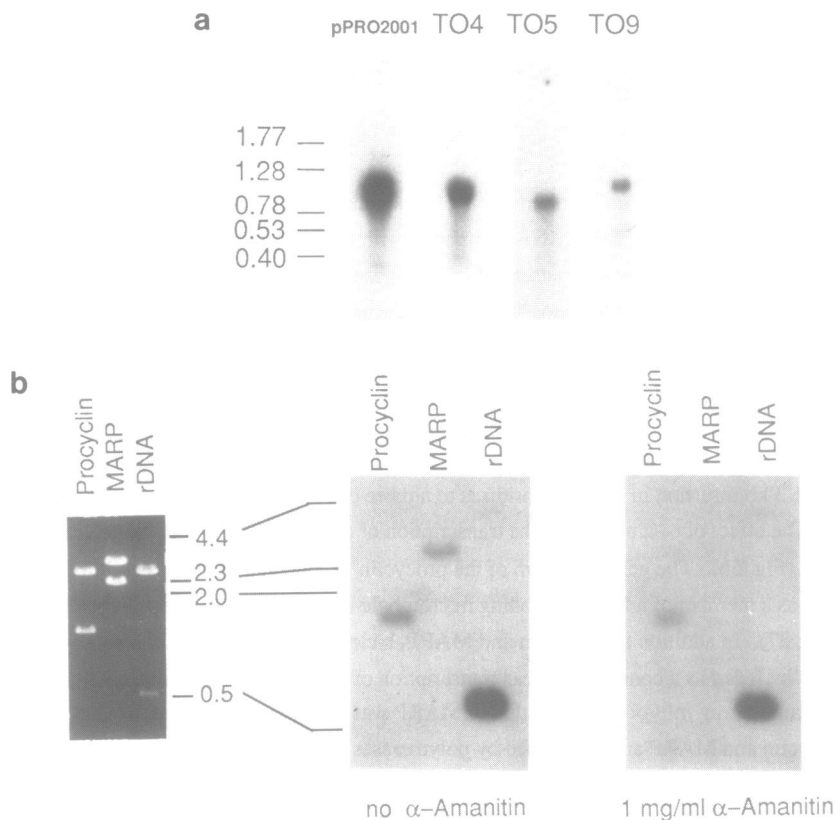 a
pPRO2001 TO4 TO5 TO9
1.77
1.28
0.78
0.53
0.40
b
Procyclin
MARP
rDNA
4.4
2.3
2.0
0.5
Procyclin
MARP
rDNA
no α–Amanitin
Procyclin
MARP
rDNA
1 mg/ml α–Amanitin